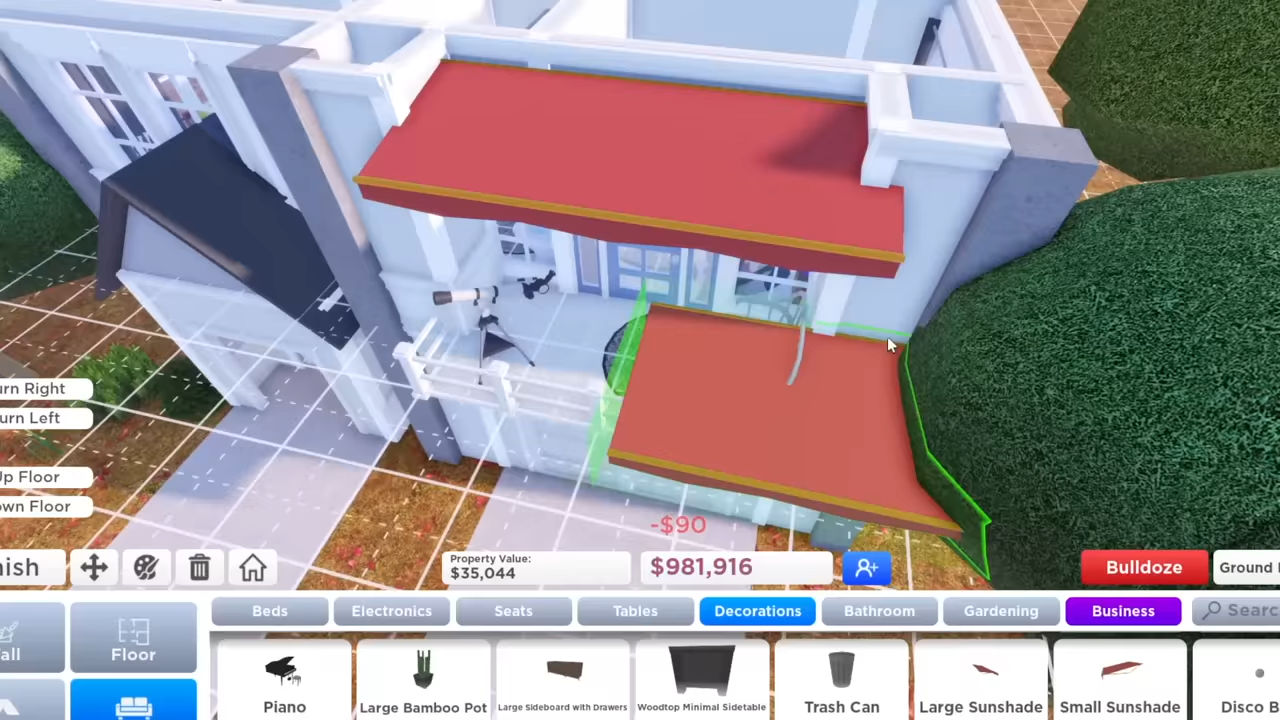 urn Right
urn Left
Up Floor
own Floor
-$90
nish
Property Value:
$35,044
$981,916
Bulldoze
Ground
Beds
Electronics
Seats
Tables
Decorations
Bathroom
Gardening
Business
Searc
all
Floor
Piano
Large Bamboo Pot
Large Sideboard with Drawers
Woodtop Minimal Sidetable
Trash Can
Large Sunshade
Small Sunshade
Disco B